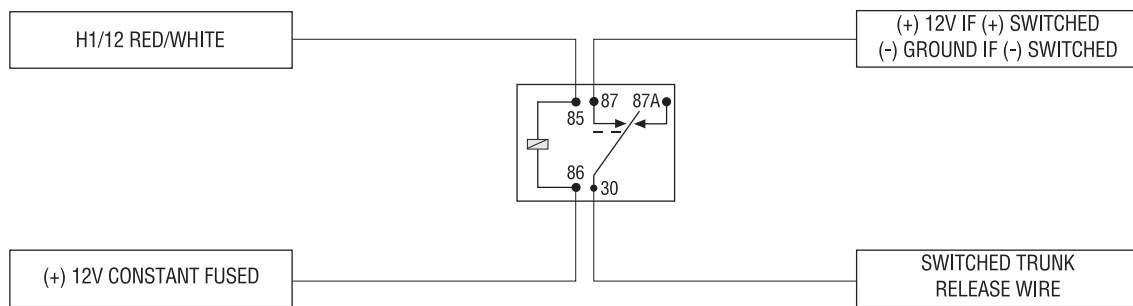 H1/12 RED/WHITE
(+) 12V IF (+) SWITCHED
(-) GROUND IF (-) SWITCHED
87 87A
85
86
30
(+) 12V CONSTANT FUSED
SWITCHED TRUNK
RELEASE WIRE